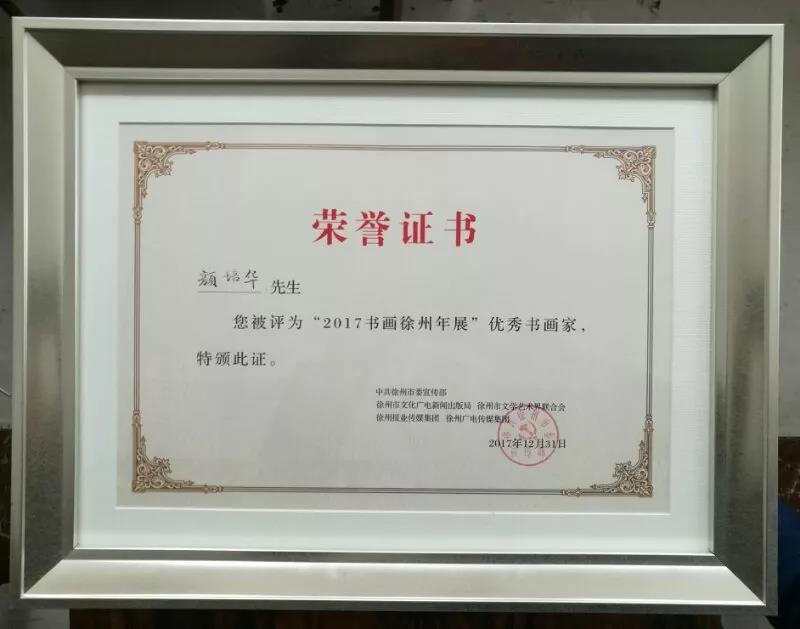 荣誉证书
颜培华 先生
您被评为“2017书画徐州年展”优秀书画家，
特颁此证。
中共徐州市委宣传部
徐州市文化广电新闻出版局 徐州市文学艺术界联合会
徐州报业传媒集团 徐州广电传媒集团
2017年12月31日